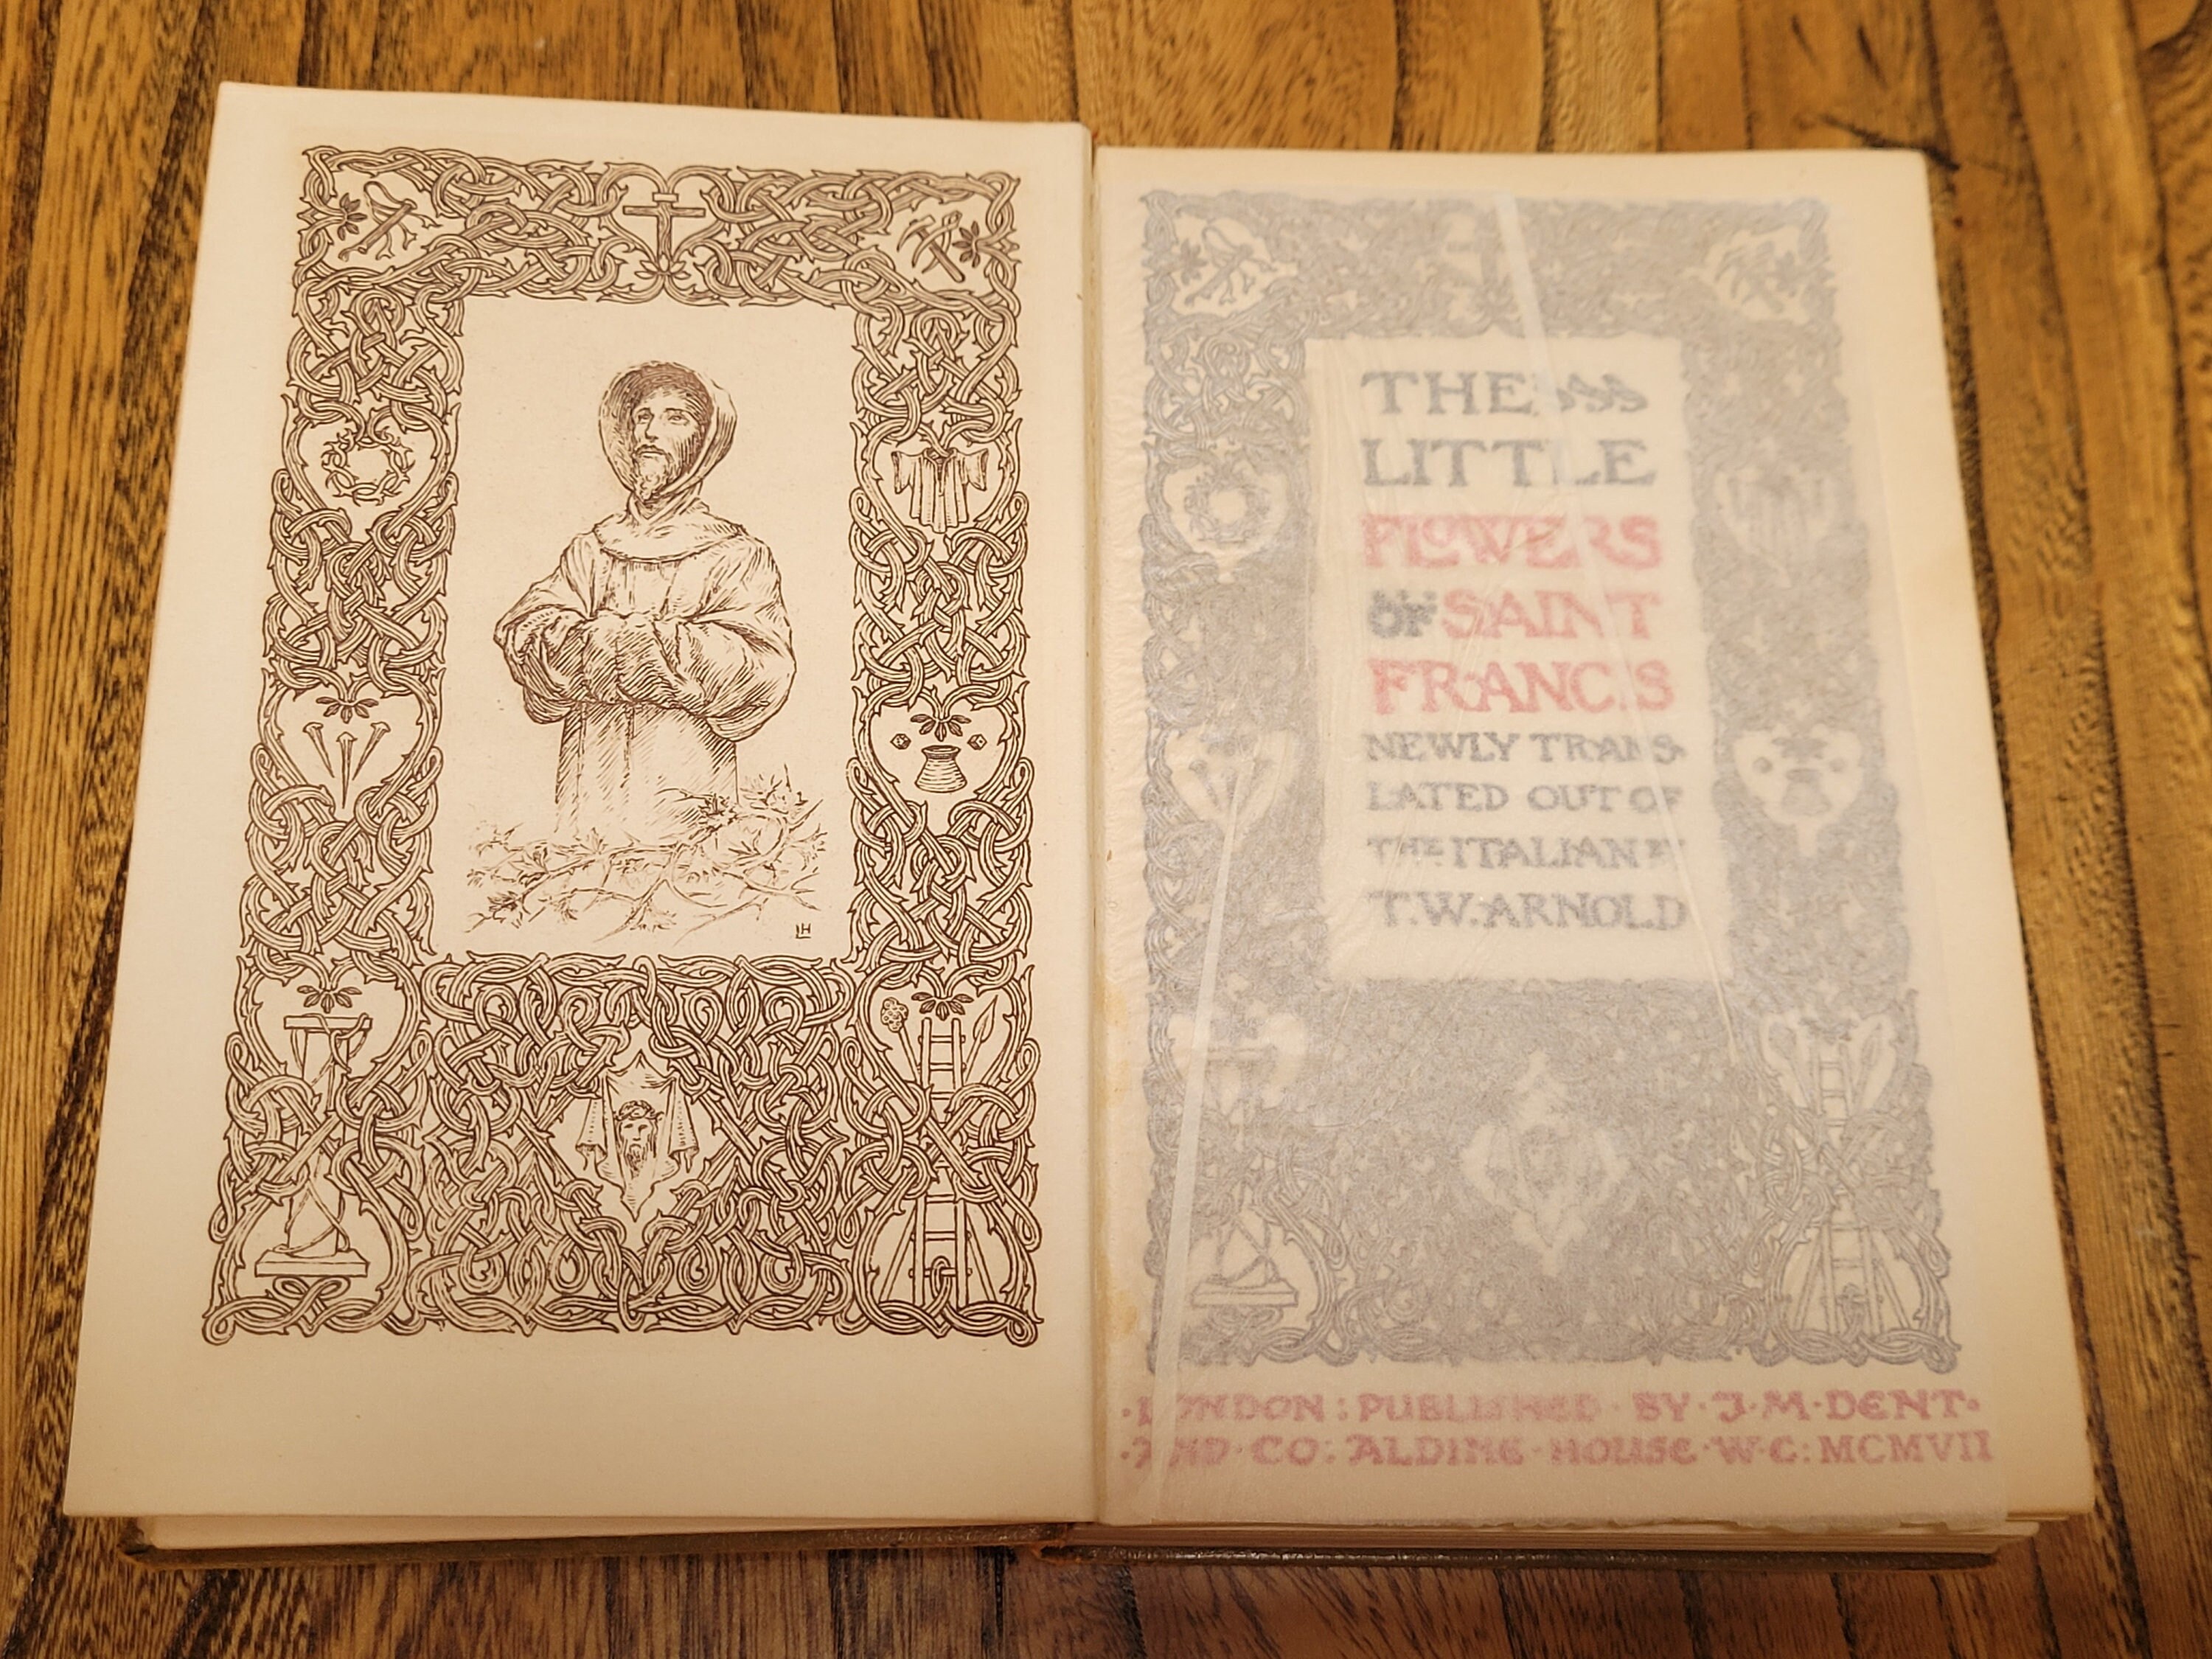 LH
THE
LITTLE
FLOWERS
OF SAINT
FRANCIS
NEWLY TRANS-
LATED OUT OF
THE ITALIAN BY
T.W. ARNOLD
·LONDON : PUBLISHED · BY · J · M · DENT·
·AND · CO : ALDINE · HOUSE · W · C : MCMVII